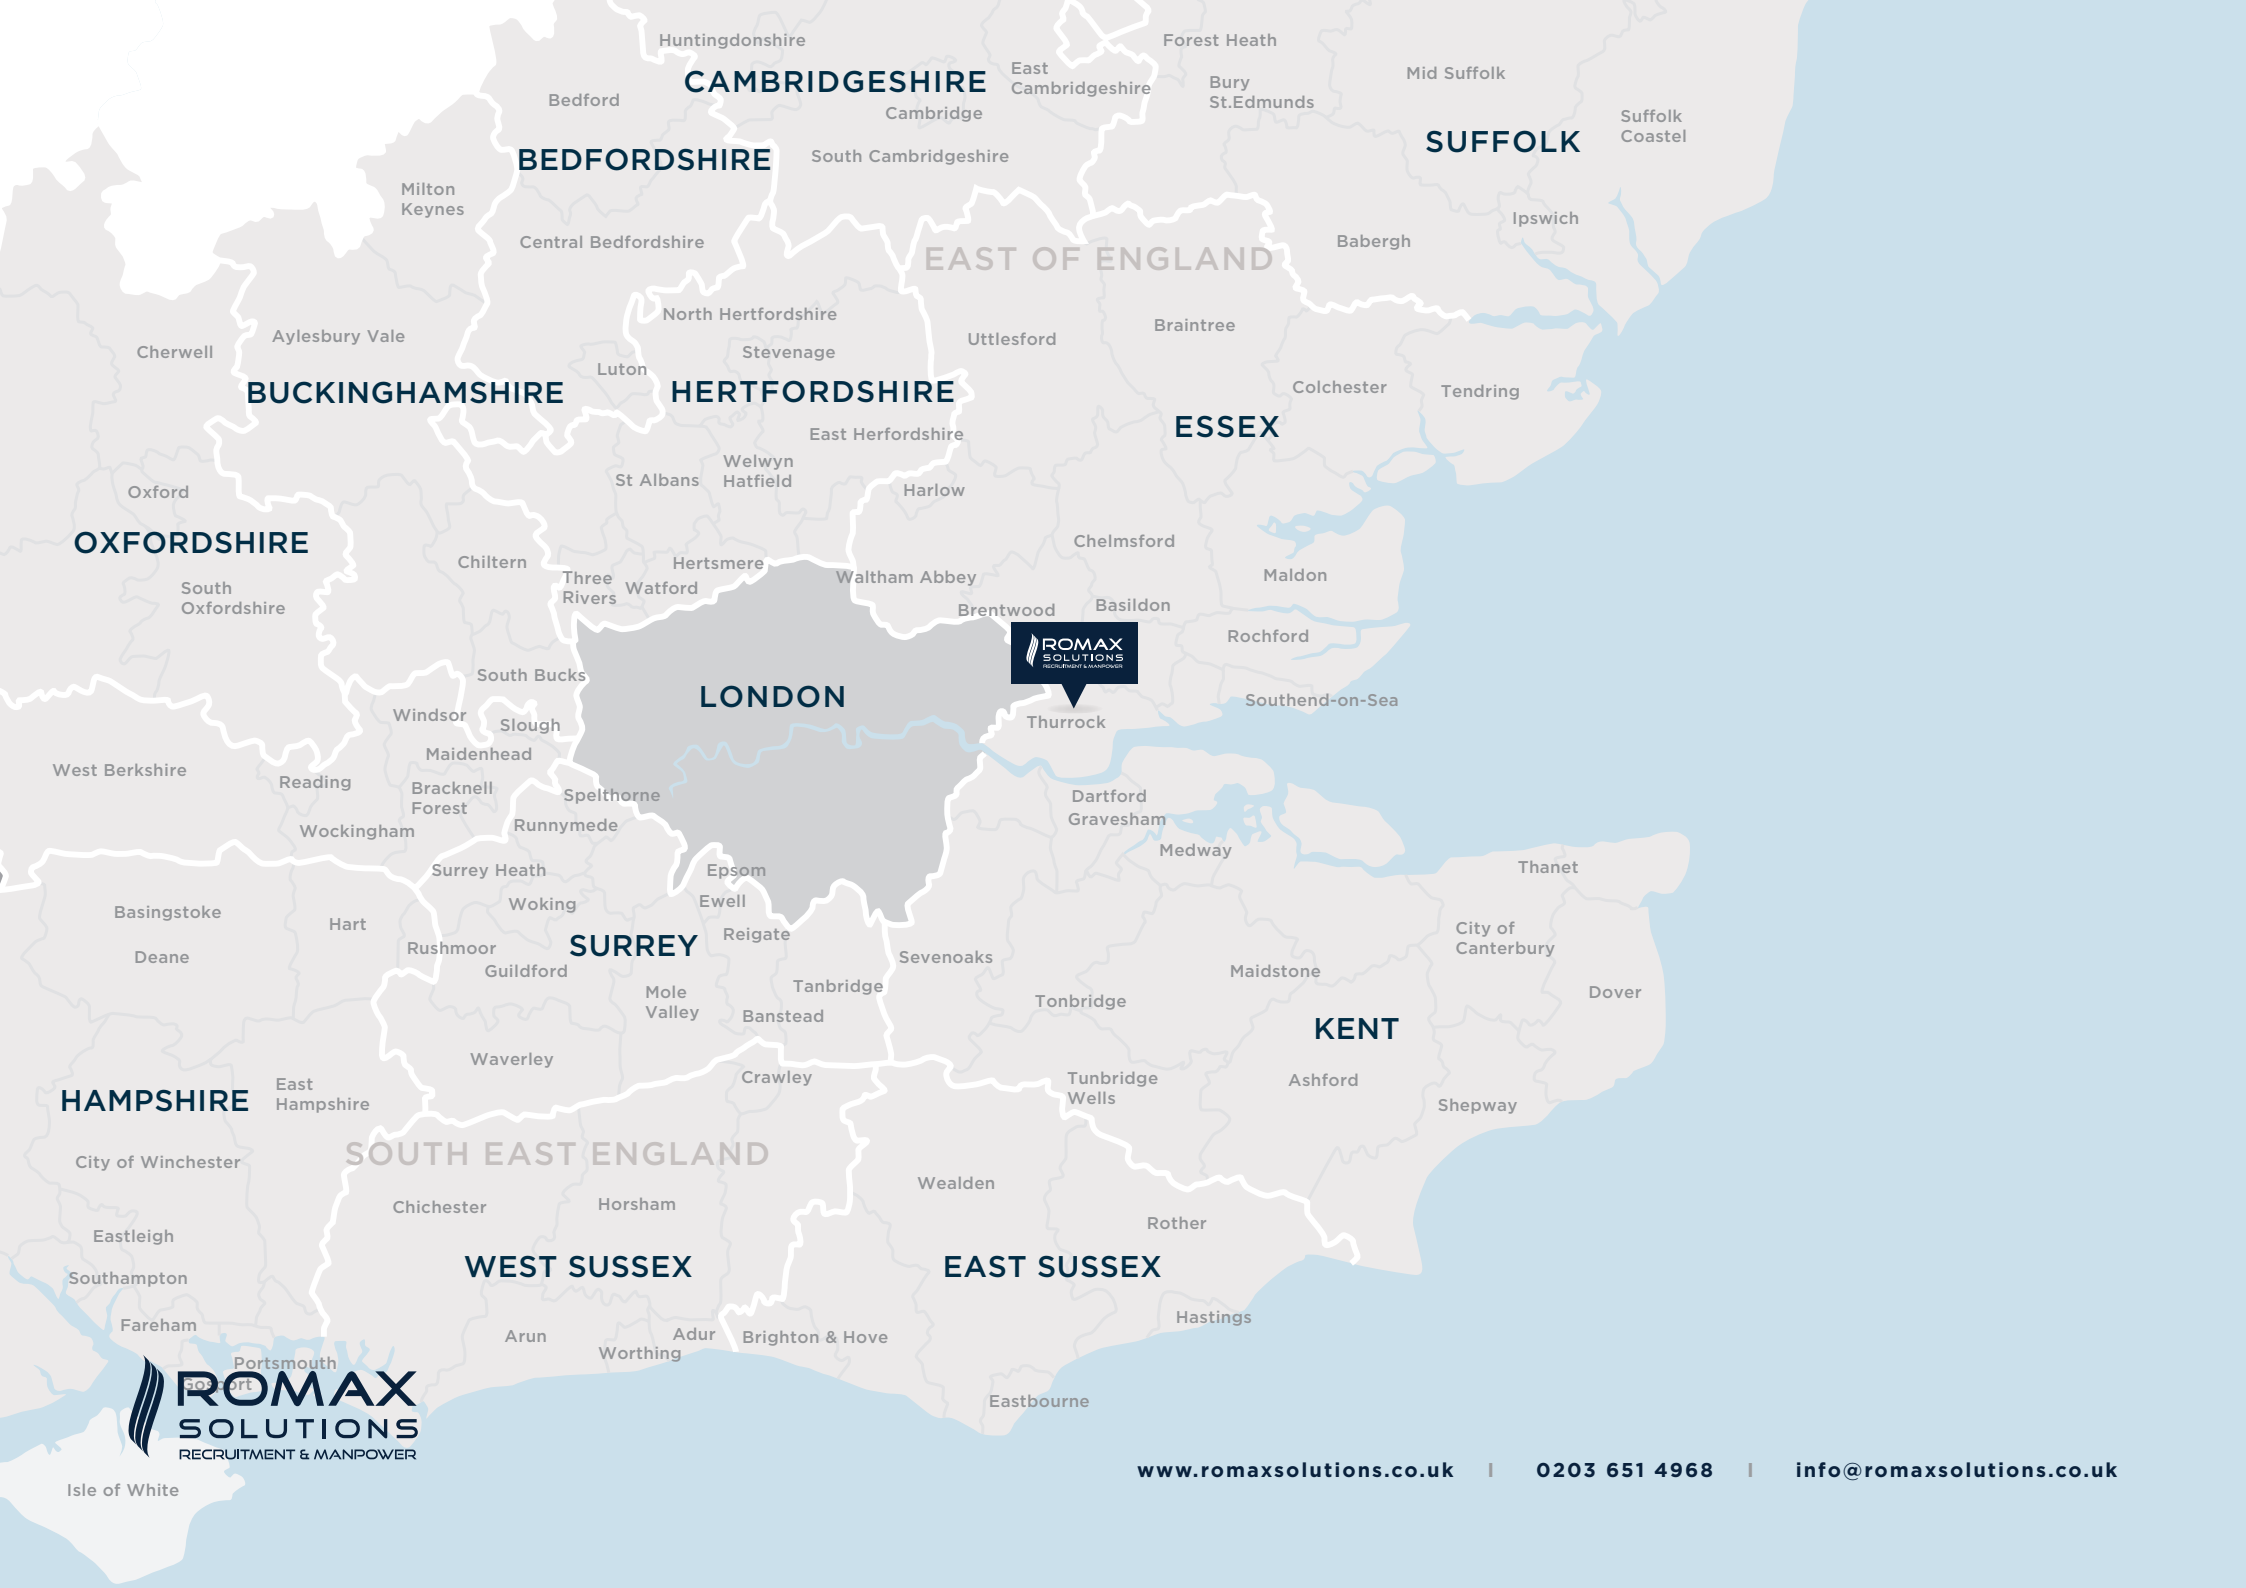 Huntingdonshire
Forest Heath
CAMBRIDGESHIRE
East
Cambridgeshire
Mid Suffolk
Bury
St.Edmunds
Bedford
Cambridge
Suffolk
Coastel
SUFFOLK
BEDFORDSHIRE
South Cambridgeshire
Milton
Keynes
Ipswich
Central Bedfordshire
Babergh
EAST OF ENGLAND
North Hertfordshire
Braintree
Aylesbury Vale
Uttlesford
Cherwell
Stevenage
Luton
Colchester
Tendring
BUCKINGHAMSHIRE
HERTFORDSHIRE
ESSEX
East Herfordshire
Welwyn
Hatfield
St Albans
Harlow
Oxford
OXFORDSHIRE
Chelmsford
Chiltern
Hertsmere
Three
Rivers
Watford
Waltham Abbey
Maldon
South
Oxfordshire
Brentwood
Basildon
Rochford
ROMAX
SOLUTIONS
RECRUITMENT & MANPOWER
South Bucks
LONDON
Southend-on-Sea
Windsor
Slough
Thurrock
Maidenhead
West Berkshire
Reading
Bracknell
Forest
Spelthorne
Dartford
Gravesham
Runnymede
Wockingham
Medway
Surrey Heath
Epsom
Thanet
Woking
Ewell
Basingstoke
Hart
Reigate
City of
Canterbury
Rushmoor
SURREY
Deane
Guildford
Sevenoaks
Maidstone
Mole
Valley
Tanbridge
Dover
Tonbridge
Banstead
KENT
Waverley
Crawley
Tunbridge
Wells
Ashford
East
Hampshire
HAMPSHIRE
Shepway
SOUTH EAST ENGLAND
City of Winchester
Wealden
Chichester
Horsham
Rother
Eastleigh
WEST SUSSEX
EAST SUSSEX
Southampton
Hastings
Fareham
Arun
Adur
Brighton & Hove
Worthing
Portsmouth
Gosport
ROMAX
SOLUTIONS
RECRUITMENT & MANPOWER
Eastbourne
Isle of White
www.romaxsolutions.co.uk | 0203 651 4968 | info@romaxsolutions.co.uk